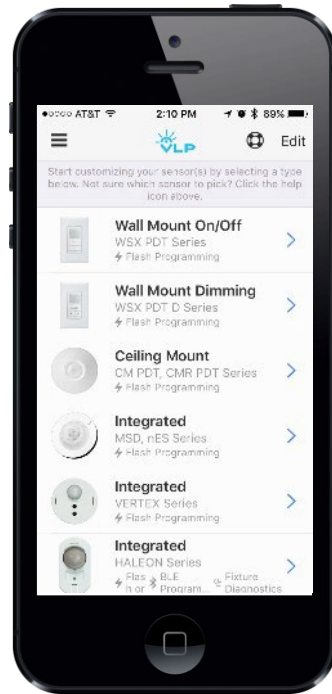 AT&T 2:10 PM 89%
VLP Edit
Start customizing your sensor(s) by selecting a type
below. Not sure which sensor to pick? Click the help
icon above.
Wall Mount On/Off
WSX PDT Series
Flash Programming
Wall Mount Dimming
WSX PDT D Series
Flash Programming
Ceiling Mount
CM PDT, CMR PDT Series
Flash Programming
Integrated
MSD, nES Series
Flash Programming
Integrated
VERTEX Series
Flash Programming
Integrated
HALEON Series
Flas BLE Fixture
h or Program... Diagnostics